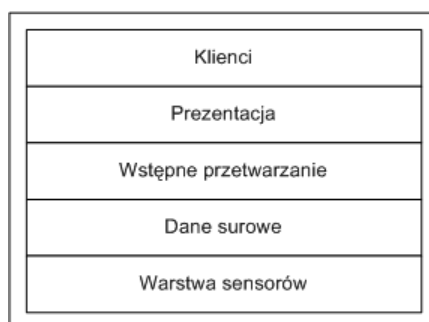 Klienci
Prezentacja
Wstępne przetwarzanie
Dane surowe
Warstwa sensorów